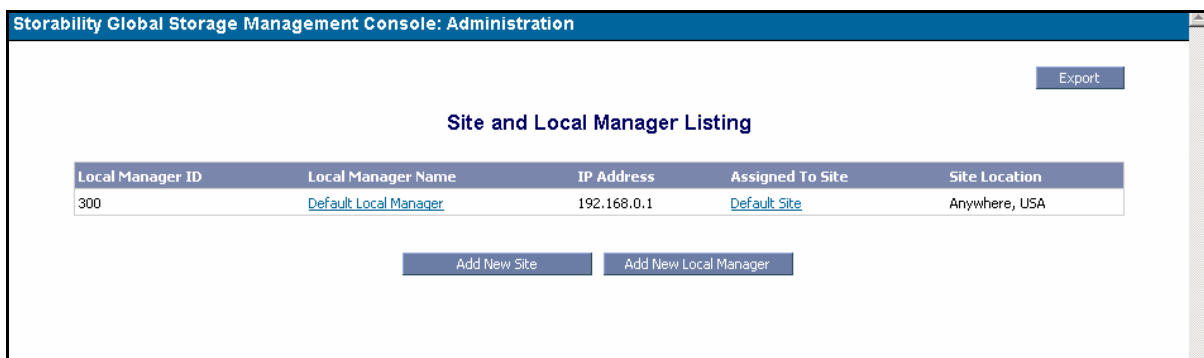 Storability Global Storage Management Console: Administration
Export
Site and Local Manager Listing
Local Manager ID Local Manager Name IP Address Assigned To Site Site Location
300 Default Local Manager 192.168.0.1 Default Site Anywhere, USA
Add New Site Add New Local Manager